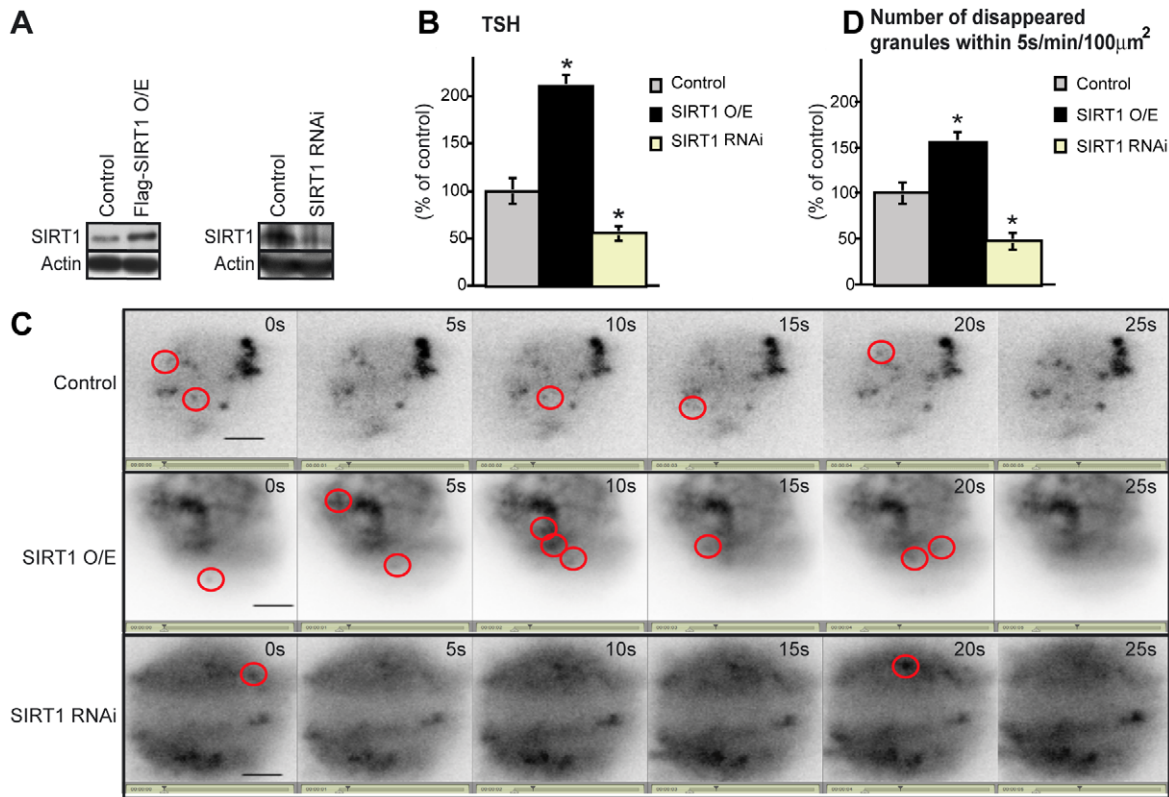 A
Control
Flag-SIRT1 O/E
SIRT1
Actin
Control
SIRT1 RNAi
SIRT1
Actin
B
TSH
(% of control)
200
150
100
50
0
*
*
Control
SIRT1 O/E
SIRT1 RNAi
D
Number of disappeared
granules within 5s/min/100μm²
(% of control)
200
150
100
50
0
*
*
Control
SIRT1 O/E
SIRT1 RNAi
C
Control
0s
5s
10s
15s
20s
25s
SIRT1 O/E
0s
5s
10s
15s
20s
25s
SIRT1 RNAi
0s
5s
10s
15s
20s
25s